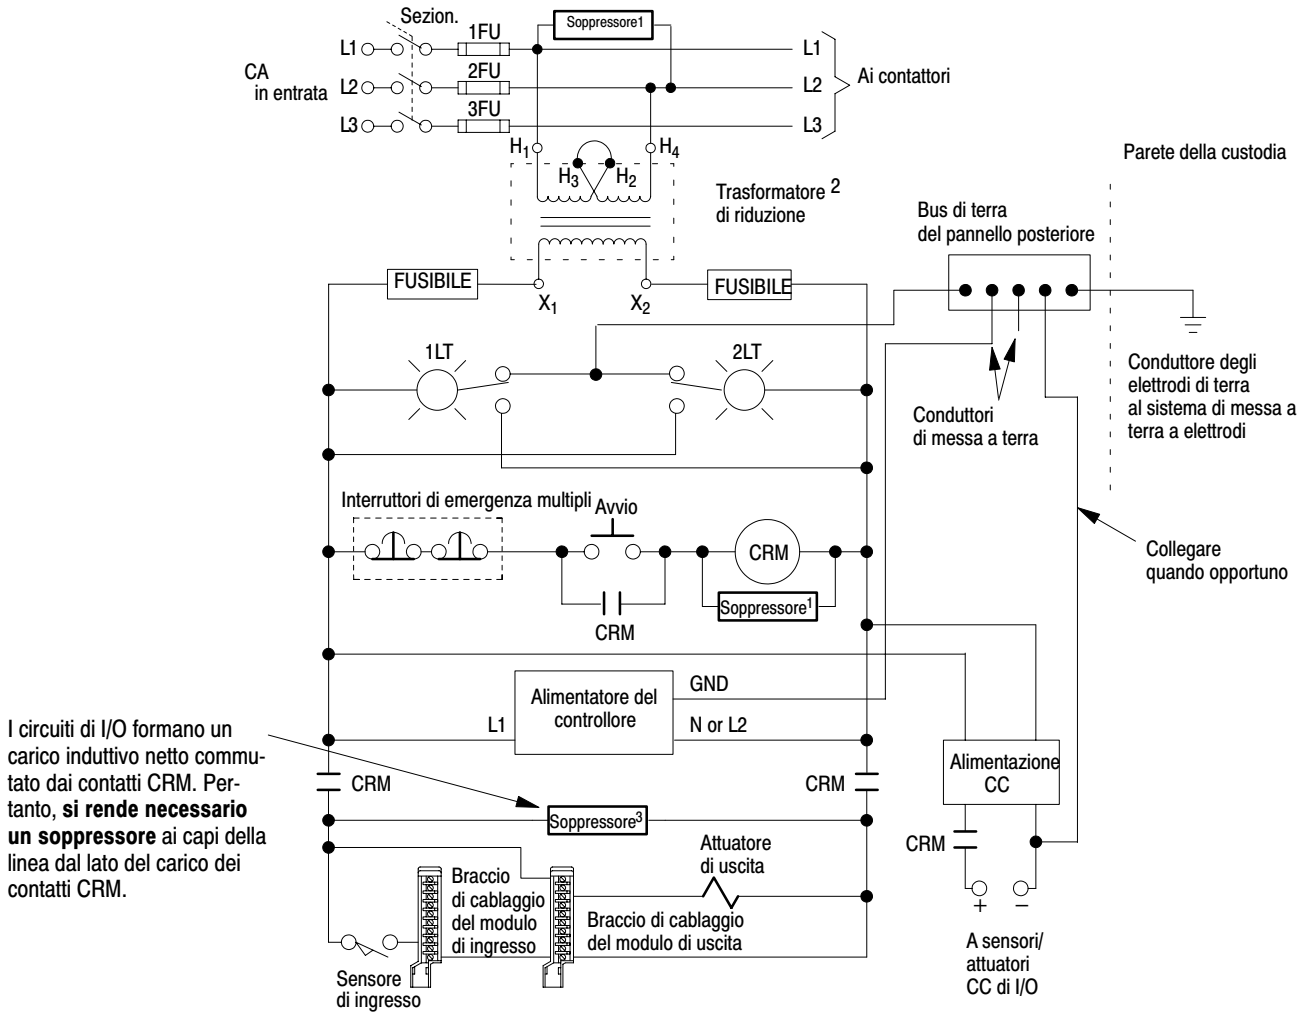 Sezion.
Soppressore1
1FU
L1
L1
CA
in entrata
2FU
L2
L2
Ai contattori
3FU
L3
L3
H1
H4
H3
H2
Parete della custodia
Trasformatore 2
di riduzione
Bus di terra
del pannello posteriore
FUSIBILE
FUSIBILE
X1
X2
1LT
2LT
Conduttori
di messa a terra
Conduttore degli
elettrodi di terra
al sistema di messa a
terra a elettrodi
Interruttori di emergenza multipli
Avvio
CRM
Collegare
quando opportuno
Soppressore1
CRM
Alimentatore del
controllore
GND
L1
N or L2
I circuiti di I/O formano un
carico induttivo netto commu-
tato dai contatti CRM. Per-
tanto, si rende necessario
un soppressore ai capi della
linea dal lato del carico dei
contatti CRM.
CRM
CRM
Alimentazione
CC
Soppressore3
CRM
Attuatore
di uscita
Braccio
di cablaggio
del modulo
di ingresso
Braccio di cablaggio
del modulo di uscita
+
−
Sensore
di ingresso
A sensori/
attuatori
CC di I/O